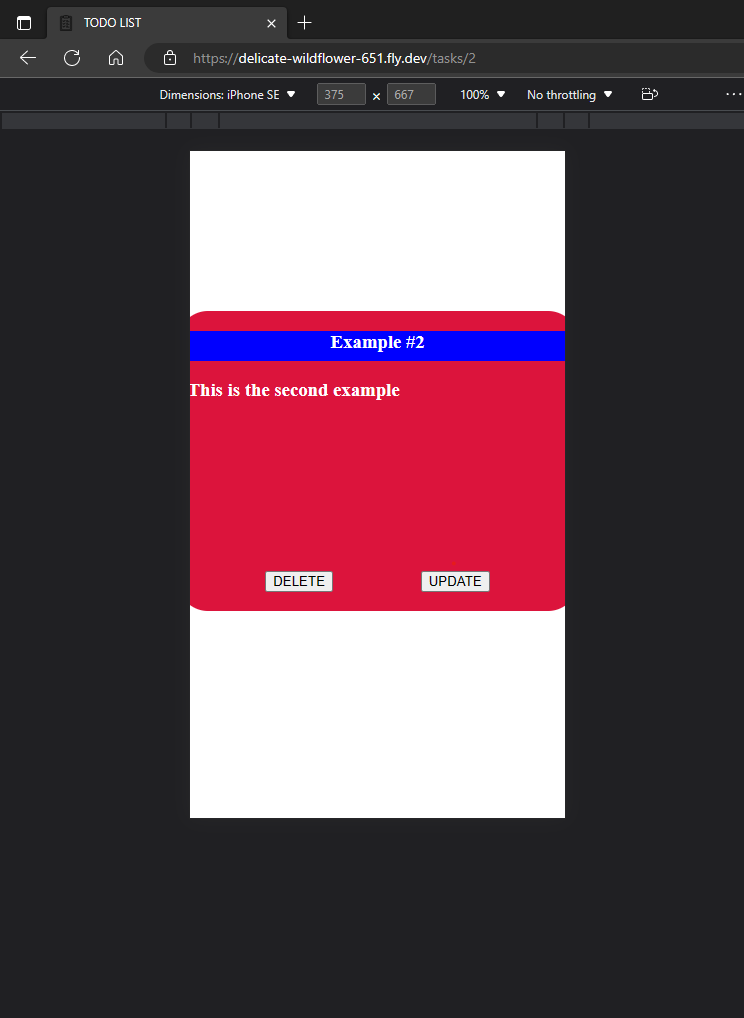 TODO LIST
https://delicate-wildflower-651.fly.dev/tasks/2
Dimensions: iPhone SE 375 × 667 100% No throttling
Example #2
This is the second example
DELETE UPDATE